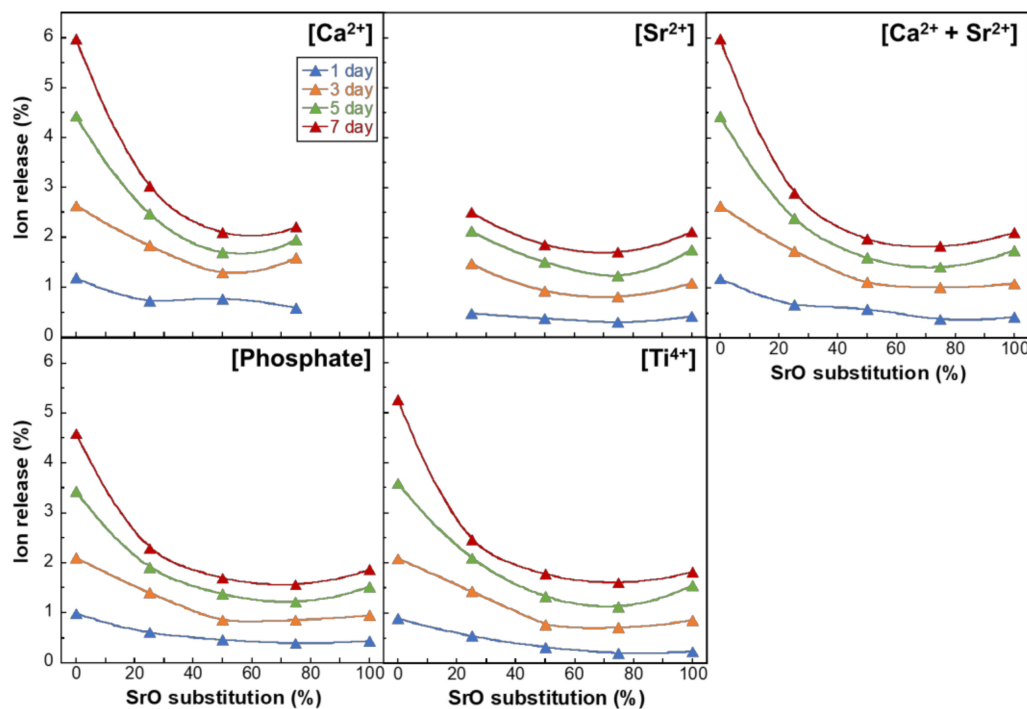 [Ca²⁺]
[Sr²⁺]
[Ca²⁺ + Sr²⁺]
1 day
3 day
5 day
7 day
Ion release (%)
6
5
4
3
2
1
0
0 20 40 60 80 100
SrO substitution (%)
[Phosphate]
[Ti⁴⁺]
Ion release (%)
6
5
4
3
2
1
0
0 20 40 60 80 100
SrO substitution (%)
0 20 40 60 80 100
SrO substitution (%)